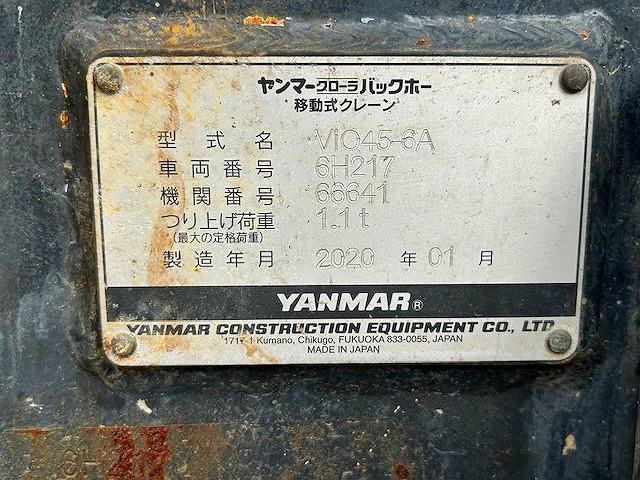 ヤンマークローラバックホー
移動式クレーン
型式名 ViO45-6A
車両番号 6H217
機関番号 66641
つり上げ荷重 1.1t
(最大の定格荷重)
製造年月 2020 年 01 月
YANMAR®
YANMAR CONSTRUCTION EQUIPMENT CO., LTD.
1717-1 Kumano, Chikugo, FUKUOKA 833-0055, JAPAN
MADE IN JAPAN